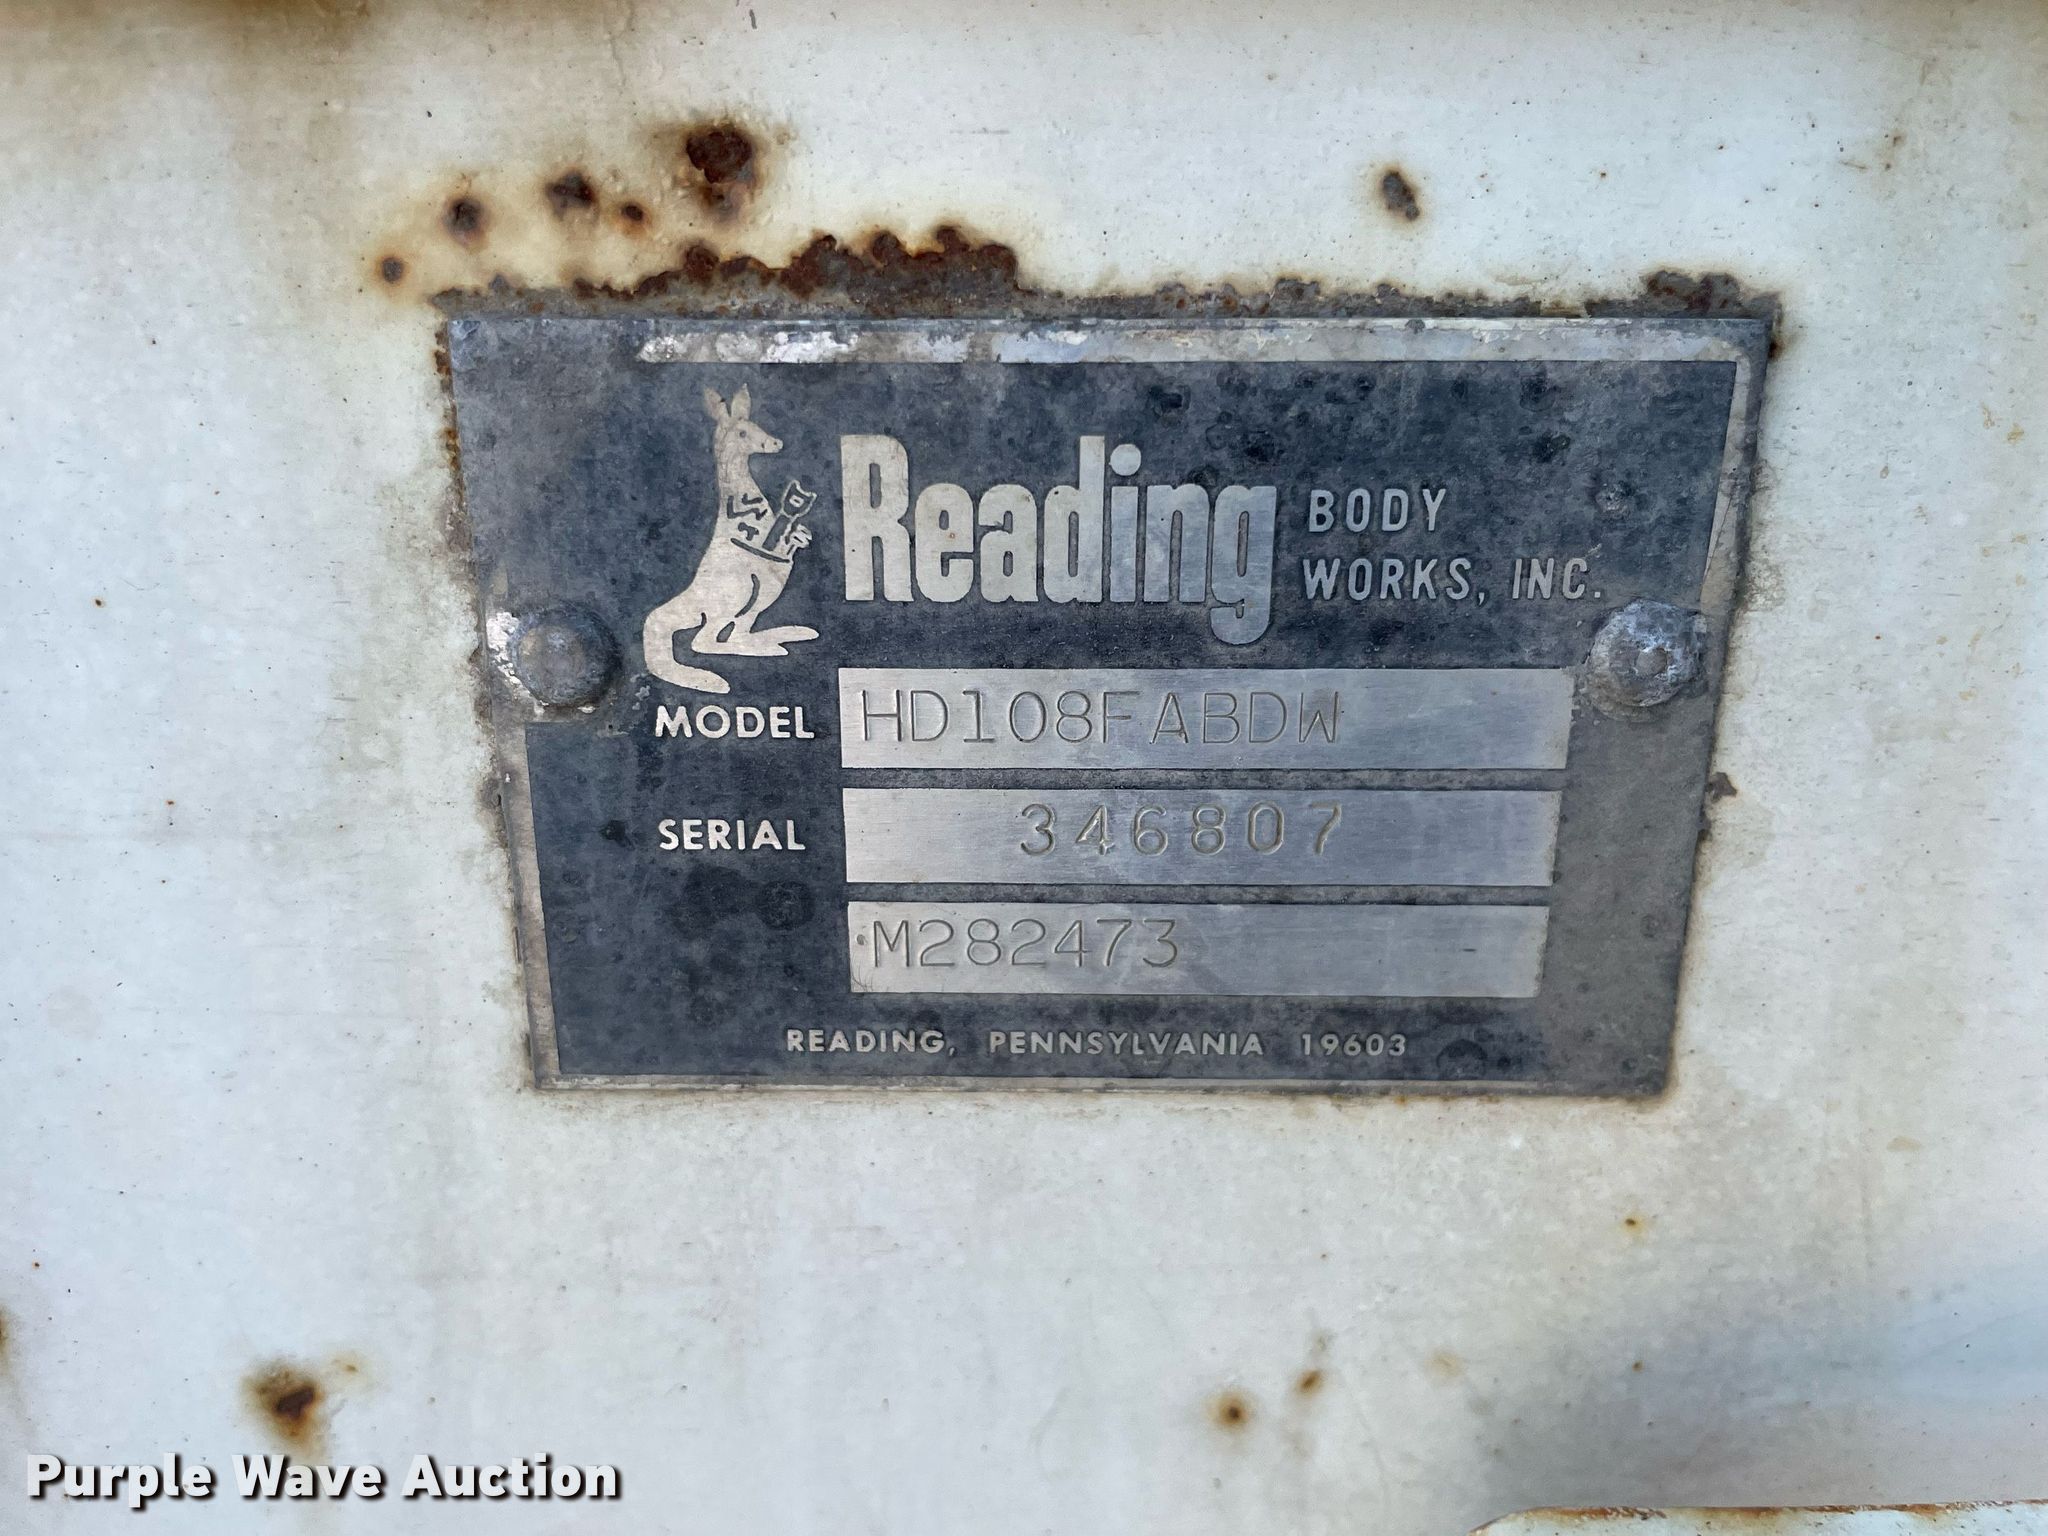 Reading BODY
WORKS, INC.
MODEL HD108FABDW
SERIAL 346807
M282473
READING, PENNSYLVANIA 19603
Purple Wave Auction